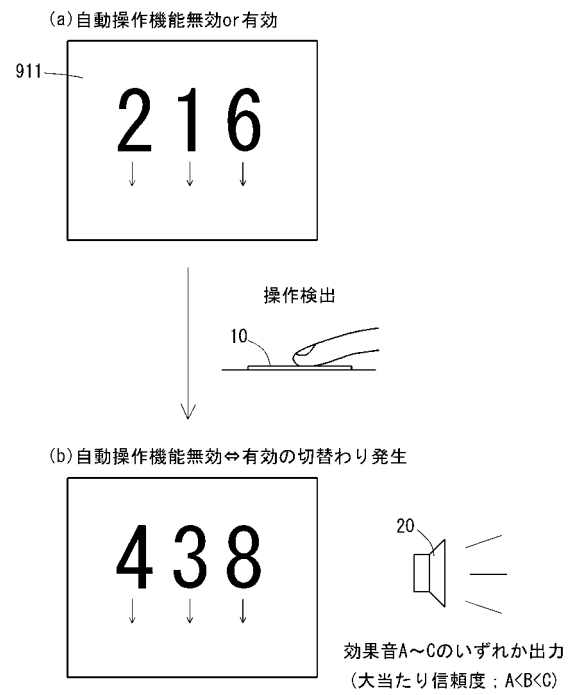 (a)自動操作機能無効or有効
911
216
操作検出
10
(b)自動操作機能無効⇔有効の切替わり発生
438
20
効果音A～Cのいずれか出力
(大当たり信頼度;A<B<C)